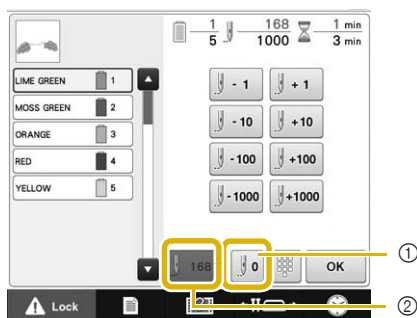 1 168 1 min
5 1000 3 min
LIME GREEN 1
- 1 + 1
MOSS GREEN 2
- 10 +10
ORANGE 3
RED 4
- 100 +100
YELLOW 5
- 1000 +1000
①
168 0 OK
Lock
②